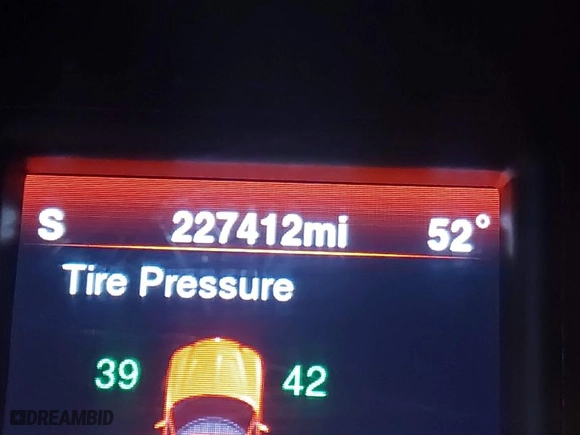 S 227412mi 52°
Tire Pressure
39 42
DREAMBID